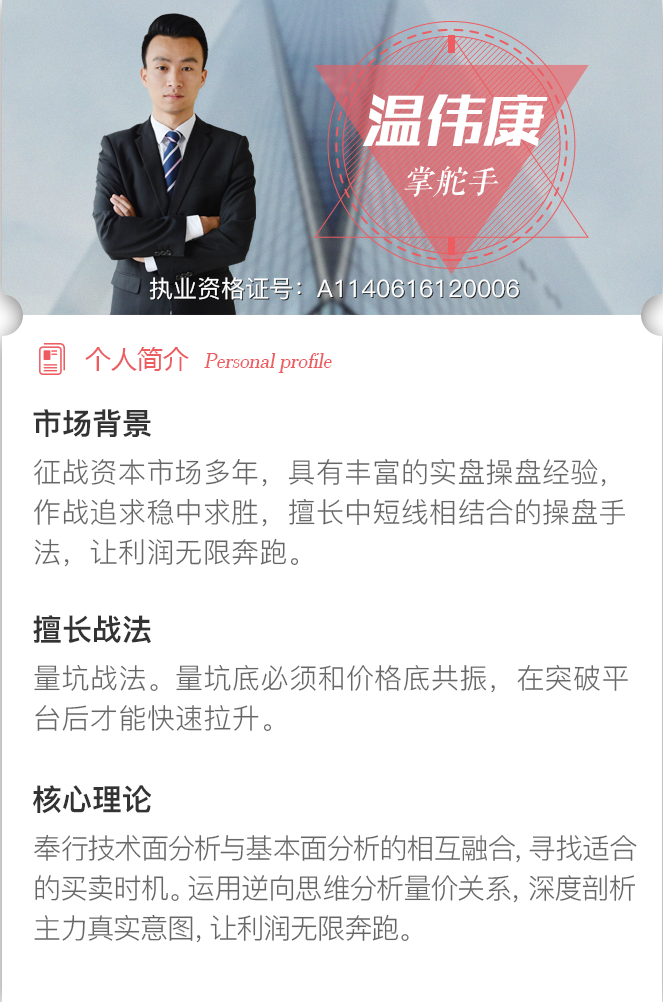 温伟康
掌舵手
执业资格证号：A1140616120006
个人简介 Personal profile
市场背景
征战资本市场多年，具有丰富的实盘操盘经验，
作战追求稳中求胜，擅长中短线相结合的操盘手
法，让利润无限奔跑。
擅长战法
量坑战法。量坑底必须和价格底共振，在突破平
台后才能快速拉升。
核心理论
奉行技术面分析与基本面分析的相互融合, 寻找适合
的买卖时机。运用逆向思维分析量价关系, 深度剖析
主力真实意图, 让利润无限奔跑。